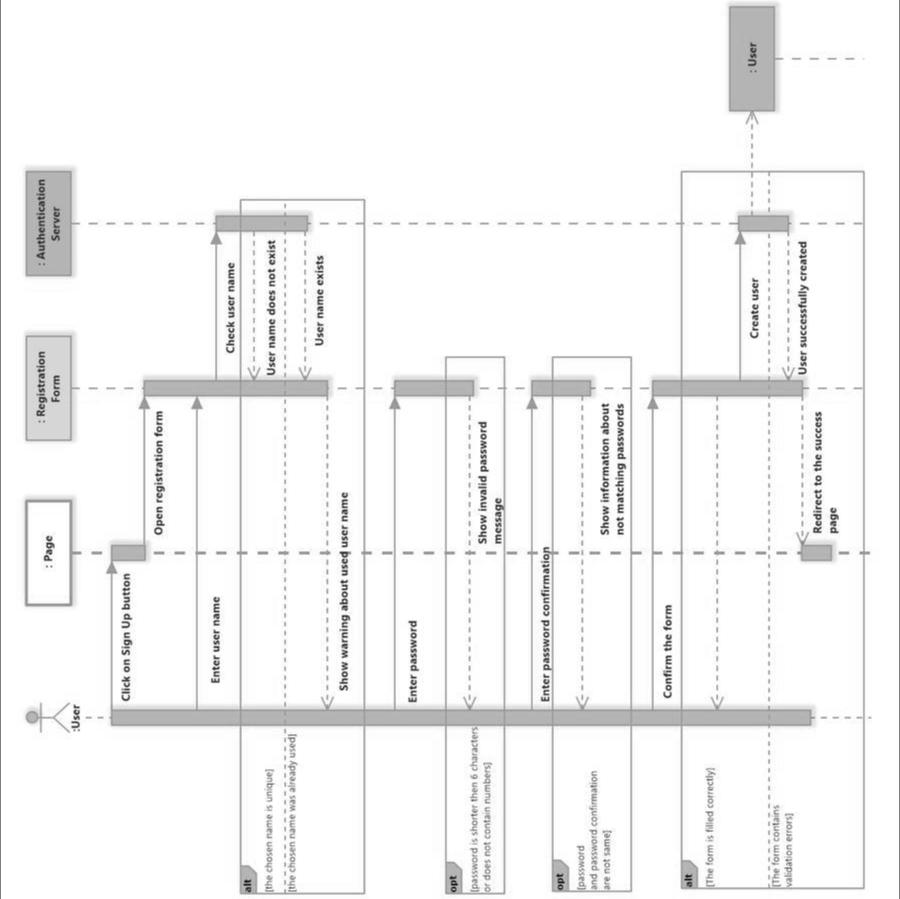 :User
: Page
: Registration
Form
: Authentication
Server
Click on Sign Up button
Open registration form
Enter user name
Check user name
alt
[the chosen name is unique]
User name does not exist
[the chosen name was already used]
User name exists
Show warning about used user name
Enter password
opt
[password is shorter then 6 characters
or does not contain numbers]
Show invalid password
message
Enter password confirmation
opt
[password
and password confirmation
are not same]
Show information about
not matching passwords
Confirm the form
alt
[The form is filled correctly]
Create user
: User
[The form contains
validation errors]
User successfully created
Redirect to the success
page